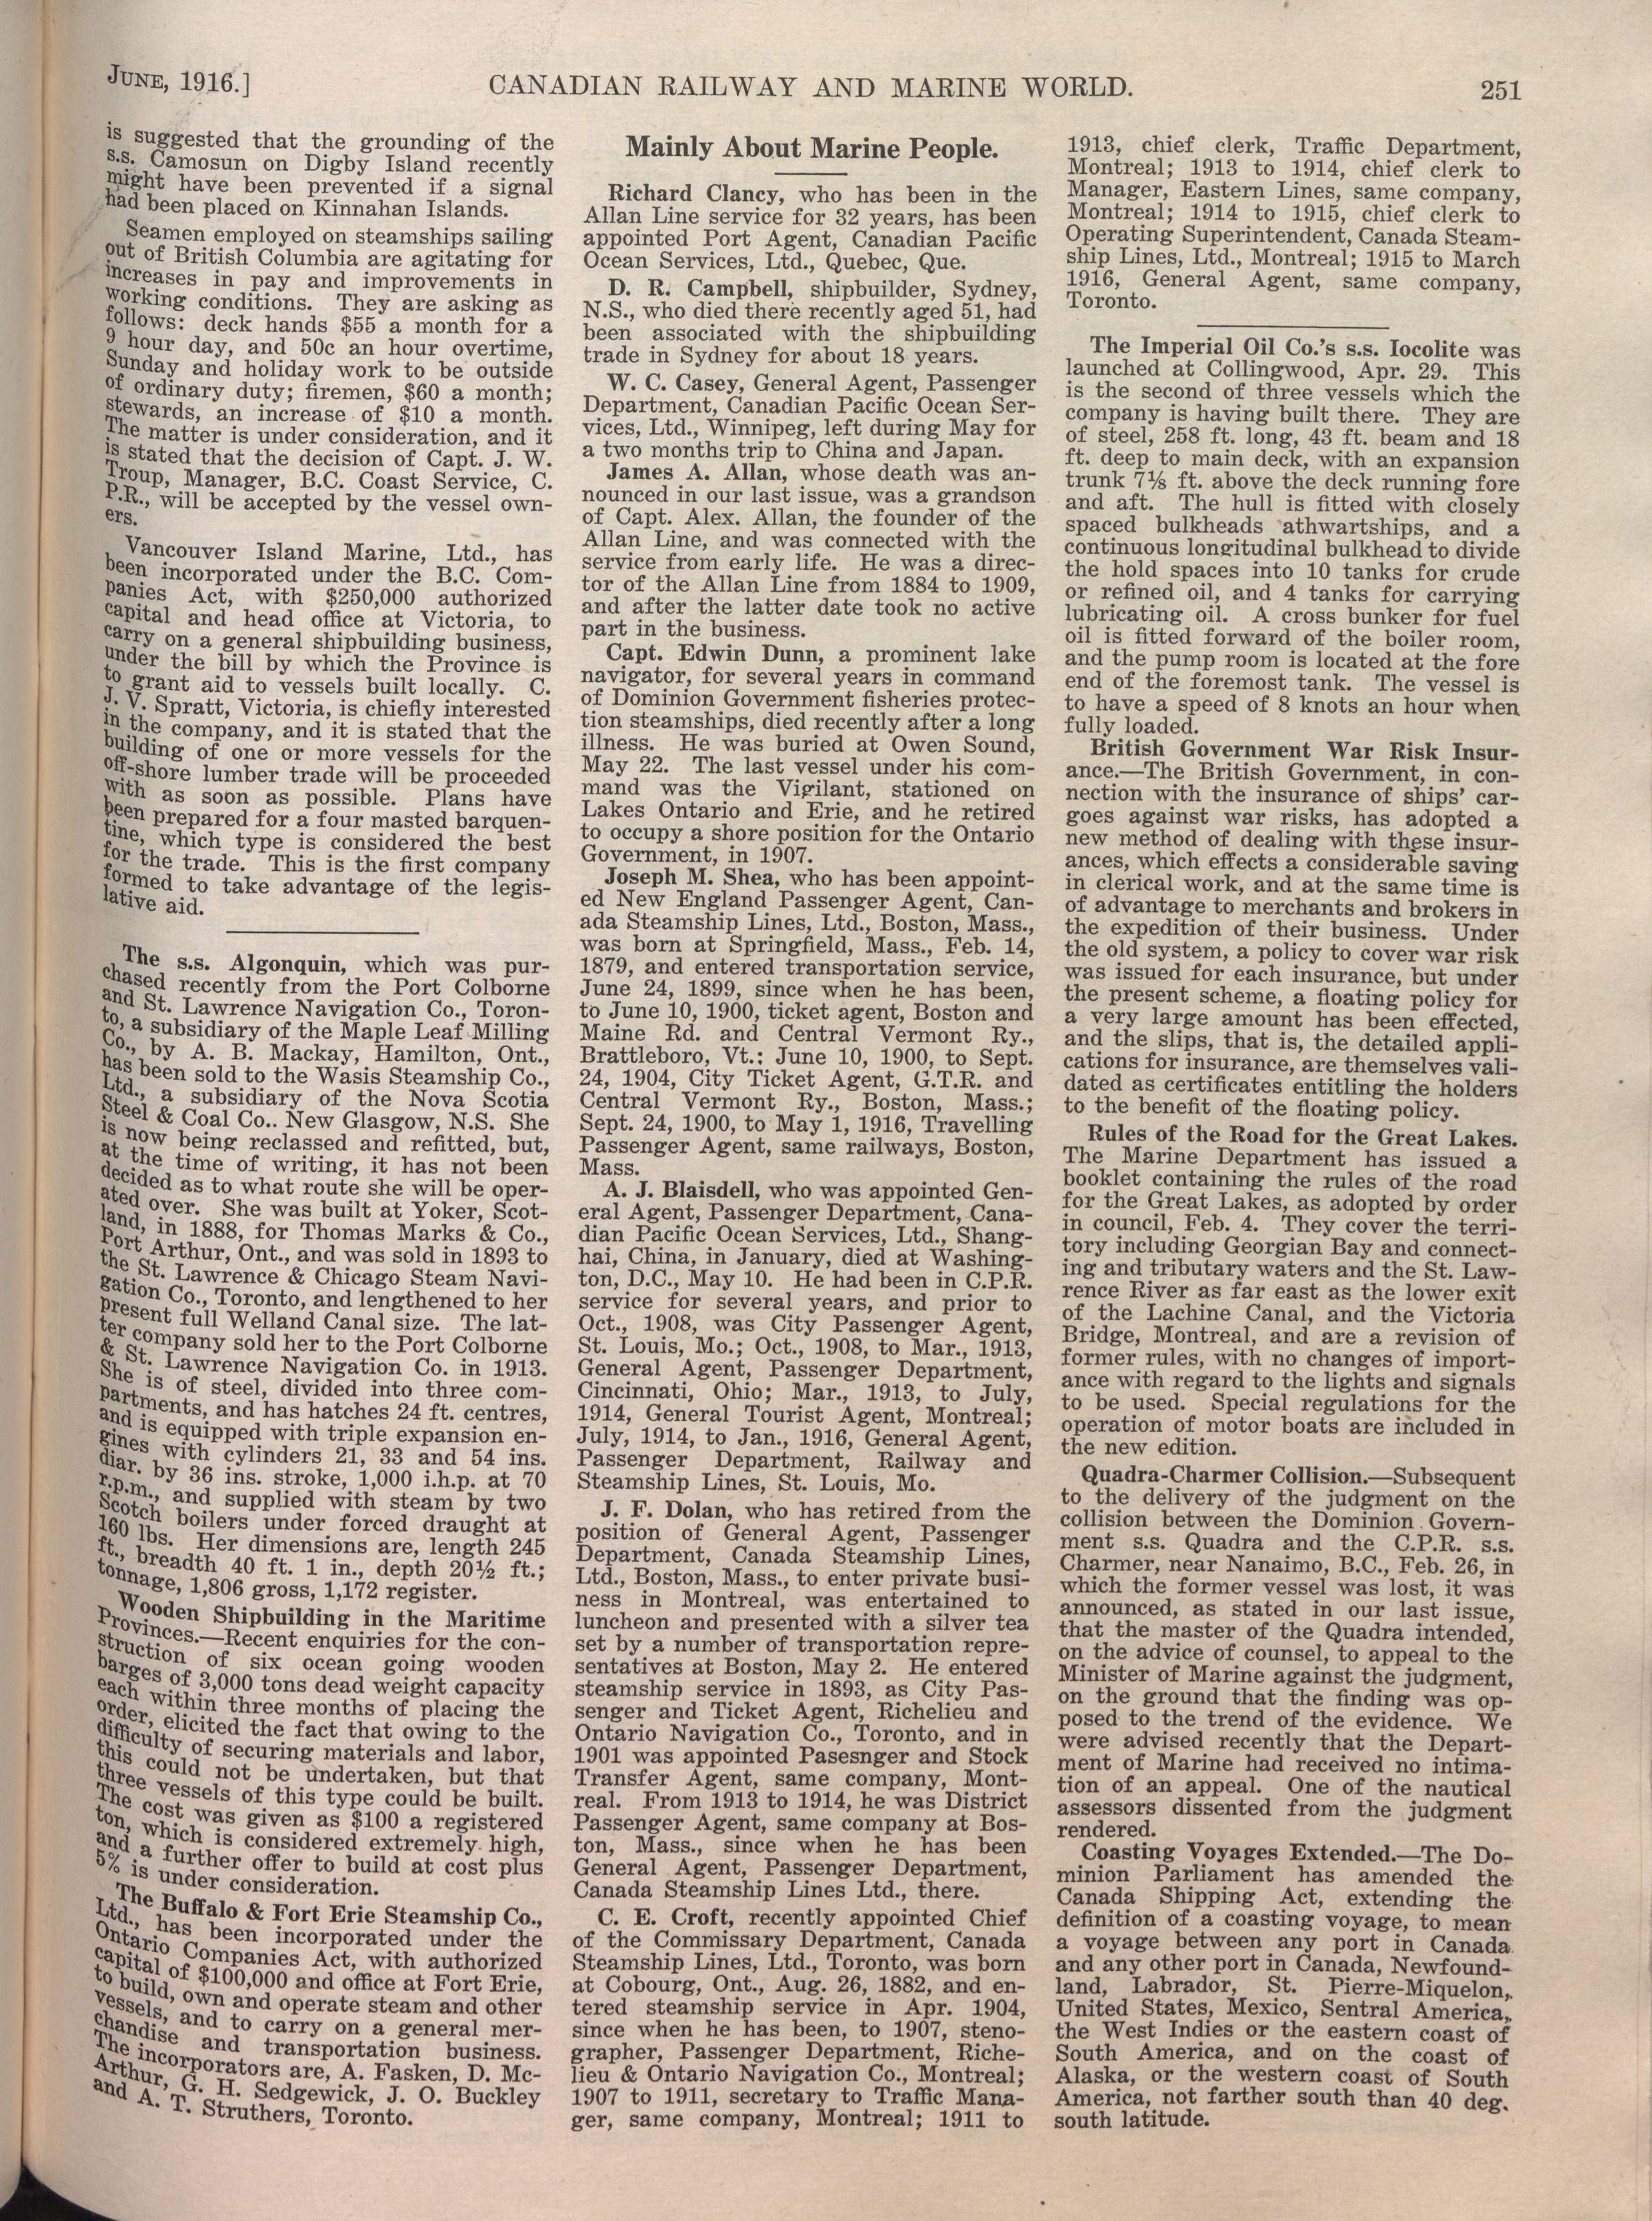 JUNE, 1916.]
CANADIAN RAILWAY AND MARINE WORLD.
251
is suggested that the grounding of the
s.s. Camosun on Digby Island recently
might have been prevented if a signal
had been placed on Kinnahan Islands.
Seamen employed on steamships sailing
out of British Columbia are agitating for
increases in pay and improvements in
working conditions. They are asking as
follows: deck hands $55 a month for a
9 hour day, and 50c an hour overtime,
Sunday and holiday work to be outside
of ordinary duty; firemen, $60 a month;
stewards, an increase of $10 a month.
The matter is under consideration, and it
is stated that the decision of Capt. J. W.
Troup, Manager, B.C. Coast Service, C.
P.R., will be accepted by the vessel own-
ers.
Vancouver Island Marine, Ltd., has
been incorporated under the B.C. Com-
panies Act, with $250,000 authorized
capital and head office at Victoria, to
carry on a general shipbuilding business,
under the bill by which the Province is
to grant aid to vessels built locally. C.
J. V. Spratt, Victoria, is chiefly interested
in the company, and it is stated that the
building of one or more vessels for the
off-shore lumber trade will be proceeded
with as soon as possible. Plans have
been prepared for a four masted barquen-
tine, which type is considered the best
for the trade. This is the first company
formed to take advantage of the legis-
lative aid.
The s.s. Algonquin, which was pur-
chased recently from the Port Colborne
and St. Lawrence Navigation Co., Toron-
to, a subsidiary of the Maple Leaf Milling
Co., by A. B. Mackay, Hamilton, Ont.,
has been sold to the Wasis Steamship Co.,
Ltd., a subsidiary of the Nova Scotia
Steel & Coal Co.. New Glasgow, N.S. She
is now being reclassed and refitted, but,
at the time of writing, it has not been
decided as to what route she will be oper-
ated over. She was built at Yoker, Scot-
land, in 1888, for Thomas Marks & Co.,
Port Arthur, Ont., and was sold in 1893 to
the St. Lawrence & Chicago Steam Navi-
gation Co., Toronto, and lengthened to her
present full Welland Canal size. The lat-
ter company sold her to the Port Colborne
& St. Lawrence Navigation Co. in 1913.
She is of steel, divided into three com-
partments, and has hatches 24 ft. centres,
and is equipped with triple expansion en-
gines with cylinders 21, 33 and 54 ins.
diar. by 36 ins. stroke, 1,000 i.h.p. at 70
r.p.m., and supplied with steam by two
Scotch boilers under forced draught at
160 lbs. Her dimensions are, length 245
ft., breadth 40 ft. 1 in., depth 20½ ft.;
tonnage, 1,806 gross, 1,172 register.
Wooden Shipbuilding in the Maritime
Provinces.—Recent enquiries for the con-
struction of six ocean going wooden
barges of 3,000 tons dead weight capacity
each within three months of placing the
order, elicited the fact that owing to the
difficulty of securing materials and labor,
this could not be undertaken, but that
three vessels of this type could be built.
The cost was given as $100 a registered
ton, which is considered extremely high,
and a further offer to build at cost plus
5% is under consideration.
The Buffalo & Fort Erie Steamship Co.,
Ltd., has been incorporated under the
Ontario Companies Act, with authorized
capital of $100,000 and office at Fort Erie,
to build, own and operate steam and other
vessels, and to carry on a general mer-
chandise and transportation business.
The incorporators are, A. Fasken, D. Mc-
Arthur, G. H. Sedgewick, J. O. Buckley
and A. T. Struthers, Toronto.
Mainly About Marine People.
Richard Clancy, who has been in the
Allan Line service for 32 years, has been
appointed Port Agent, Canadian Pacific
Ocean Services, Ltd., Quebec, Que.
D. R. Campbell, shipbuilder, Sydney,
N.S., who died there recently aged 51, had
been associated with the shipbuilding
trade in Sydney for about 18 years.
W. C. Casey, General Agent, Passenger
Department, Canadian Pacific Ocean Ser-
vices, Ltd., Winnipeg, left during May for
a two months trip to China and Japan.
James A. Allan, whose death was an-
nounced in our last issue, was a grandson
of Capt. Alex. Allan, the founder of the
Allan Line, and was connected with the
service from early life. He was a direc-
tor of the Allan Line from 1884 to 1909,
and after the latter date took no active
part in the business.
Capt. Edwin Dunn, a prominent lake
navigator, for several years in command
of Dominion Government fisheries protec-
tion steamships, died recently after a long
illness. He was buried at Owen Sound,
May 22. The last vessel under his com-
mand was the Vigilant, stationed on
Lakes Ontario and Erie, and he retired
to occupy a shore position for the Ontario
Government, in 1907.
Joseph M. Shea, who has been appoint-
ed New England Passenger Agent, Can-
ada Steamship Lines, Ltd., Boston, Mass.,
was born at Springfield, Mass., Feb. 14,
1879, and entered transportation service,
June 24, 1899, since when he has been,
to June 10, 1900, ticket agent, Boston and
Maine Rd. and Central Vermont Ry.,
Brattleboro, Vt.; June 10, 1900, to Sept.
24, 1904, City Ticket Agent, G.T.R. and
Central Vermont Ry., Boston, Mass.;
Sept. 24, 1900, to May 1, 1916, Travelling
Passenger Agent, same railways, Boston,
Mass.
A. J. Blaisdell, who was appointed Gen-
eral Agent, Passenger Department, Cana-
dian Pacific Ocean Services, Ltd., Shang-
hai, China, in January, died at Washing-
ton, D.C., May 10. He had been in C.P.R.
service for several years, and prior to
Oct., 1908, was City Passenger Agent,
St. Louis, Mo.; Oct., 1908, to Mar., 1913,
General Agent, Passenger Department,
Cincinnati, Ohio; Mar., 1913, to July,
1914, General Tourist Agent, Montreal;
July, 1914, to Jan., 1916, General Agent,
Passenger Department, Railway and
Steamship Lines, St. Louis, Mo.
J. F. Dolan, who has retired from the
position of General Agent, Passenger
Department, Canada Steamship Lines,
Ltd., Boston, Mass., to enter private busi-
ness in Montreal, was entertained to
luncheon and presented with a silver tea
set by a number of transportation repre-
sentatives at Boston, May 2. He entered
steamship service in 1893, as City Pas-
senger and Ticket Agent, Richelieu and
Ontario Navigation Co., Toronto, and in
1901 was appointed Pasesnger and Stock
Transfer Agent, same company, Mont-
real. From 1913 to 1914, he was District
Passenger Agent, same company at Bos-
ton, Mass., since when he has been
General Agent, Passenger Department,
Canada Steamship Lines Ltd., there.
C. E. Croft, recently appointed Chief
of the Commissary Department, Canada
Steamship Lines, Ltd., Toronto, was born
at Cobourg, Ont., Aug. 26, 1882, and en-
tered steamship service in Apr. 1904,
since when he has been, to 1907, steno-
grapher, Passenger Department, Riche-
lieu & Ontario Navigation Co., Montreal;
1907 to 1911, secretary to Traffic Mana-
ger, same company, Montreal; 1911 to
1913, chief clerk, Traffic Department,
Montreal; 1913 to 1914, chief clerk to
Manager, Eastern Lines, same company,
Montreal; 1914 to 1915, chief clerk to
Operating Superintendent, Canada Steam-
ship Lines, Ltd., Montreal; 1915 to March
1916, General Agent, same company,
Toronto.
The Imperial Oil Co.'s s.s. Iocolite was
launched at Collingwood, Apr. 29. This
is the second of three vessels which the
company is having built there. They are
of steel, 258 ft. long, 43 ft. beam and 18
ft. deep to main deck, with an expansion
trunk 7⅛ ft. above the deck running fore
and aft. The hull is fitted with closely
spaced bulkheads athwartships, and a
continuous longitudinal bulkhead to divide
the hold spaces into 10 tanks for crude
or refined oil, and 4 tanks for carrying
lubricating oil. A cross bunker for fuel
oil is fitted forward of the boiler room,
and the pump room is located at the fore
end of the foremost tank. The vessel is
to have a speed of 8 knots an hour when
fully loaded.
British Government War Risk Insur-
ance.—The British Government, in con-
nection with the insurance of ships' car-
goes against war risks, has adopted a
new method of dealing with these insur-
ances, which effects a considerable saving
in clerical work, and at the same time is
of advantage to merchants and brokers in
the expedition of their business. Under
the old system, a policy to cover war risk
was issued for each insurance, but under
the present scheme, a floating policy for
a very large amount has been effected,
and the slips, that is, the detailed appli-
cations for insurance, are themselves vali-
dated as certificates entitling the holders
to the benefit of the floating policy.
Rules of the Road for the Great Lakes.
The Marine Department has issued a
booklet containing the rules of the road
for the Great Lakes, as adopted by order
in council, Feb. 4. They cover the terri-
tory including Georgian Bay and connect-
ing and tributary waters and the St. Law-
rence River as far east as the lower exit
of the Lachine Canal, and the Victoria
Bridge, Montreal, and are a revision of
former rules, with no changes of import-
ance with regard to the lights and signals
to be used. Special regulations for the
operation of motor boats are included in
the new edition.
Quadra-Charmer Collision.—Subsequent
to the delivery of the judgment on the
collision between the Dominion Govern-
ment s.s. Quadra and the C.P.R. s.s.
Charmer, near Nanaimo, B.C., Feb. 26, in
which the former vessel was lost, it was
announced, as stated in our last issue,
that the master of the Quadra intended,
on the advice of counsel, to appeal to the
Minister of Marine against the judgment,
on the ground that the finding was op-
posed to the trend of the evidence. We
were advised recently that the Depart-
ment of Marine had received no intima-
tion of an appeal. One of the nautical
assessors dissented from the judgment
rendered.
Coasting Voyages Extended.—The Do-
minion Parliament has amended the
Canada Shipping Act, extending the
definition of a coasting voyage, to mean
a voyage between any port in Canada
and any other port in Canada, Newfound-
land, Labrador, St. Pierre-Miquelon,
United States, Mexico, Sentral America,
the West Indies or the eastern coast of
South America, and on the coast of
Alaska, or the western coast of South
America, not farther south than 40 deg.
south latitude.